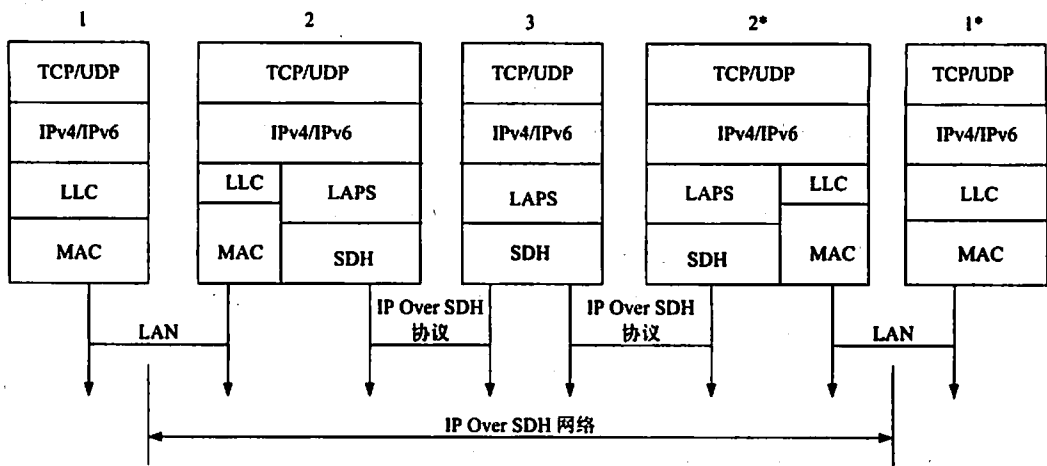 1 2 3 2* 1*
TCP/UDP TCP/UDP TCP/UDP TCP/UDP TCP/UDP
IPv4/IPv6 IPv4/IPv6 IPv4/IPv6 IPv4/IPv6 IPv4/IPv6
LLC LLC LAPS LAPS LAPS LLC LLC
MAC MAC SDH SDH SDH MAC MAC
IP Over SDH IP Over SDH
LAN 协议 协议 LAN
IP Over SDH 网络